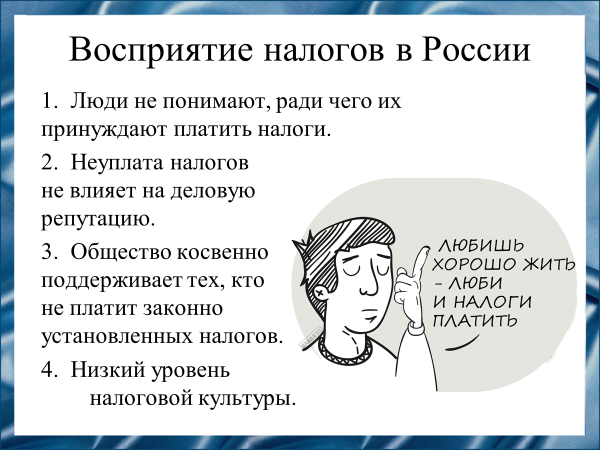 Восприятие налогов в России
1. Люди не понимают, ради чего их
принуждают платить налоги.
2. Неуплата налогов
не влияет на деловую
репутацию.
3. Общество косвенно
поддерживает тех, кто
не платит законно
установленных налогов.
4. Низкий уровень
налоговой культуры.
ЛЮБИШЬ
ХОРОШО ЖИТЬ
- ЛЮБИ
И НАЛОГИ
ПЛАТИТЬ